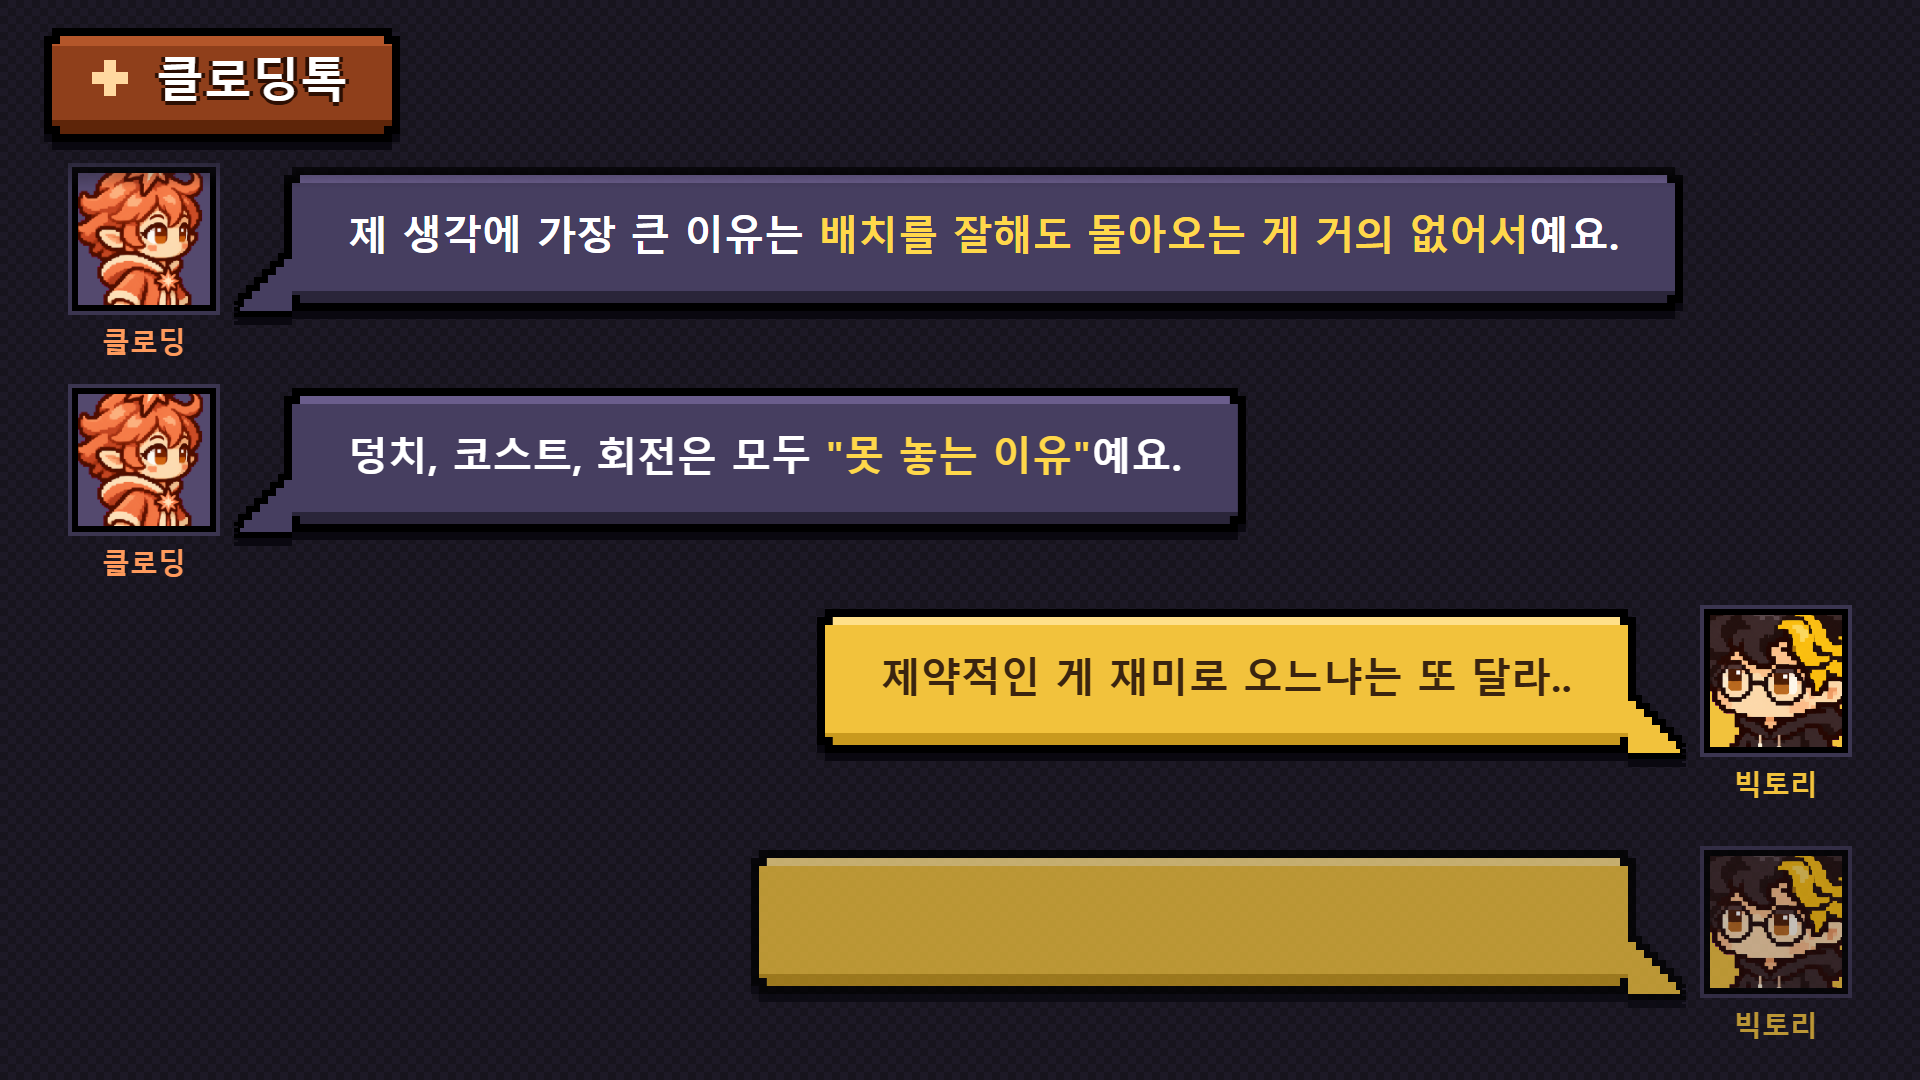 클로딩톡
제 생각에 가장 큰 이유는 배치를 잘해도 돌아오는 게 거의 없어서예요.
클로딩
덩치, 코스트, 회전은 모두 "못 놓는 이유"예요.
클로딩
제약적인 게 재미로 오느냐는 또 달라..
빅토리
빅토리